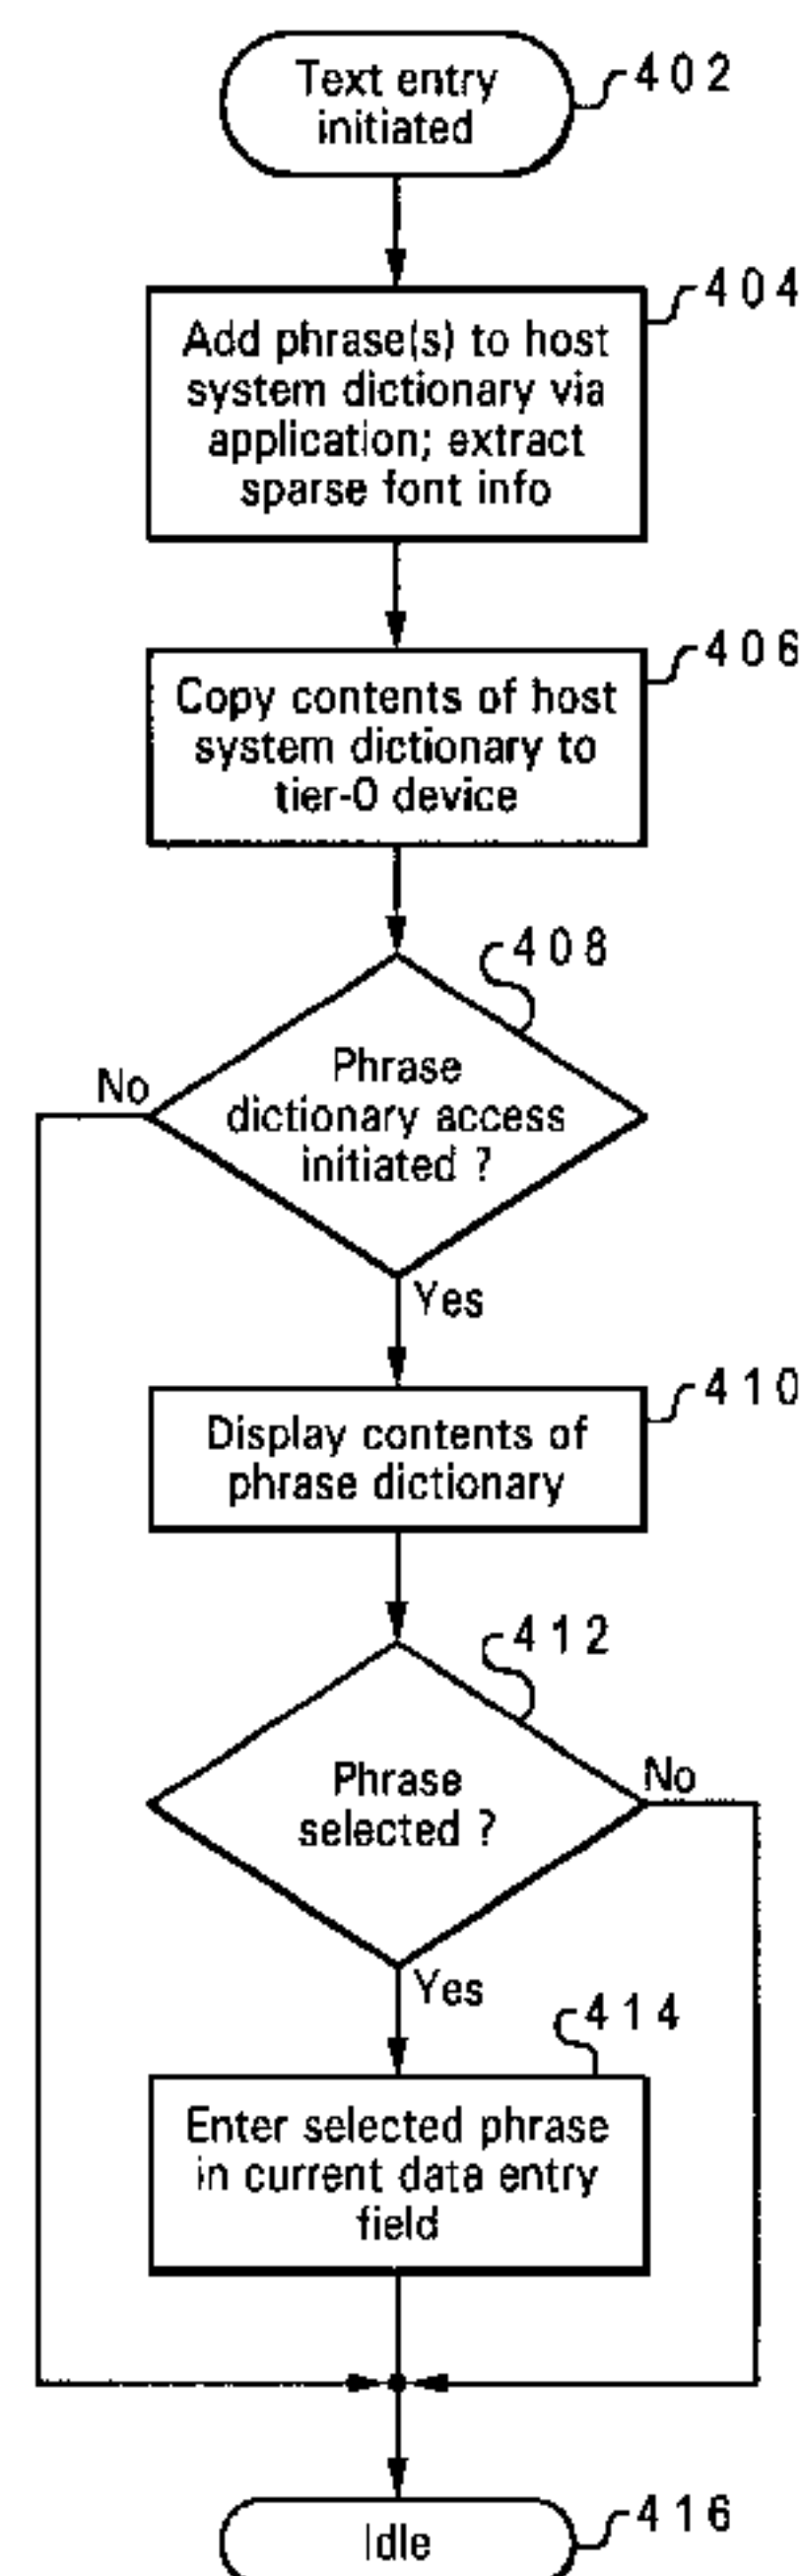 Text entry
initiated
402
404
Add phrase(s) to host
system dictionary via
application; extract
sparse font info
406
Copy contents of host
system dictionary to
tier-0 device
408
No
Phrase
dictionary access
initiated ?
Yes
410
Display contents of
phrase dictionary
412
Phrase
selected ?
No
Yes
414
Enter selected phrase
in current data entry
field
Idle
416